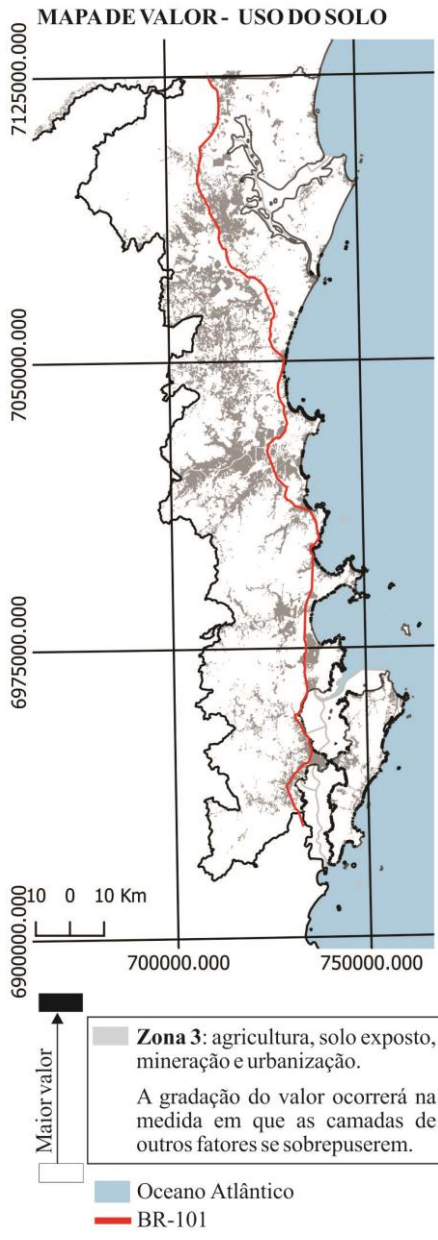 MAPA DE VALOR - USO DO SOLO
7125000.000
7050000.000
6975000.000
10 0 10 Km
6900000.000
700000.000
750000.000
Maior valor
Zona 3: agricultura, solo exposto,
mineração e urbanização.
A gradação do valor ocorrerá na
medida em que as camadas de
outros fatores se sobrepuserem.
Oceano Atlântico
BR-101